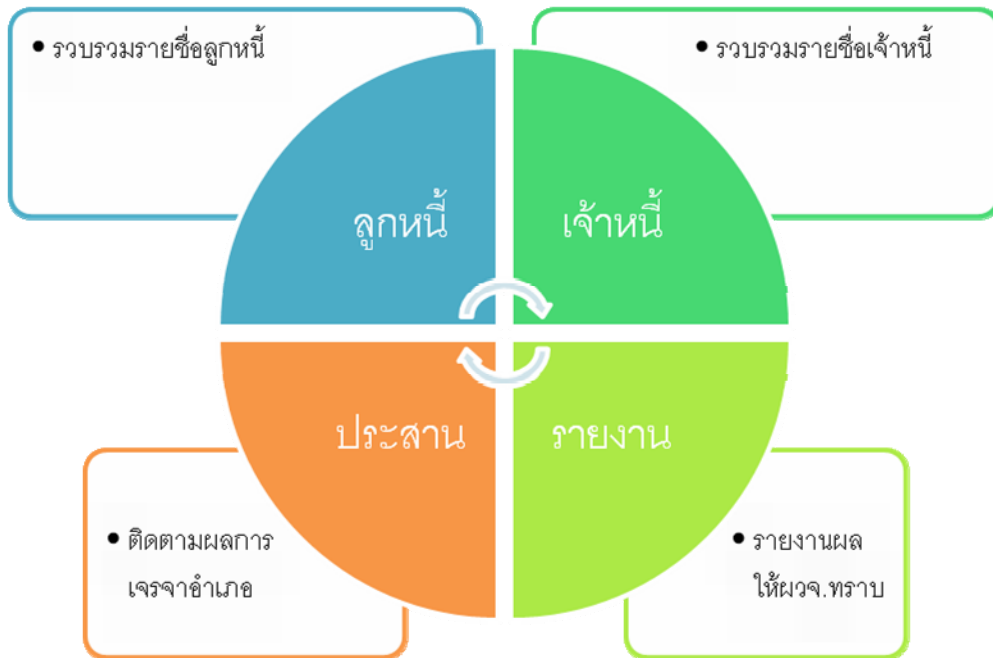 • รวบรวมรายชื่อลูกหนี้
• รวบรวมรายชื่อเจ้าหนี้
ลูกหนี้
เจ้าหนี้
ประสาน
รายงาน
• ติดตามผลการ
เจรจาอำเภอ
• รายงานผล
ให้ผวจ.ทราบ